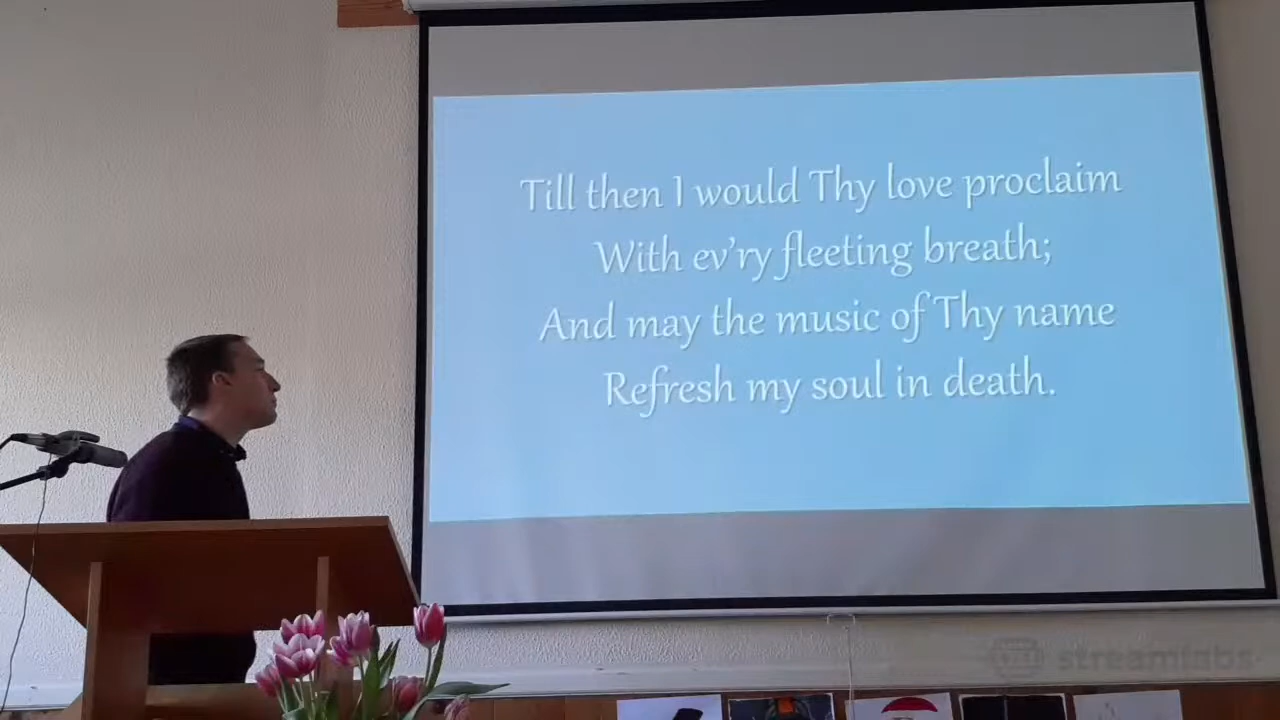 Till then I would Thy love proclaim
With ev’ry fleeting breath;
And may the music of Thy name
Refresh my soul in death.
streamlabs